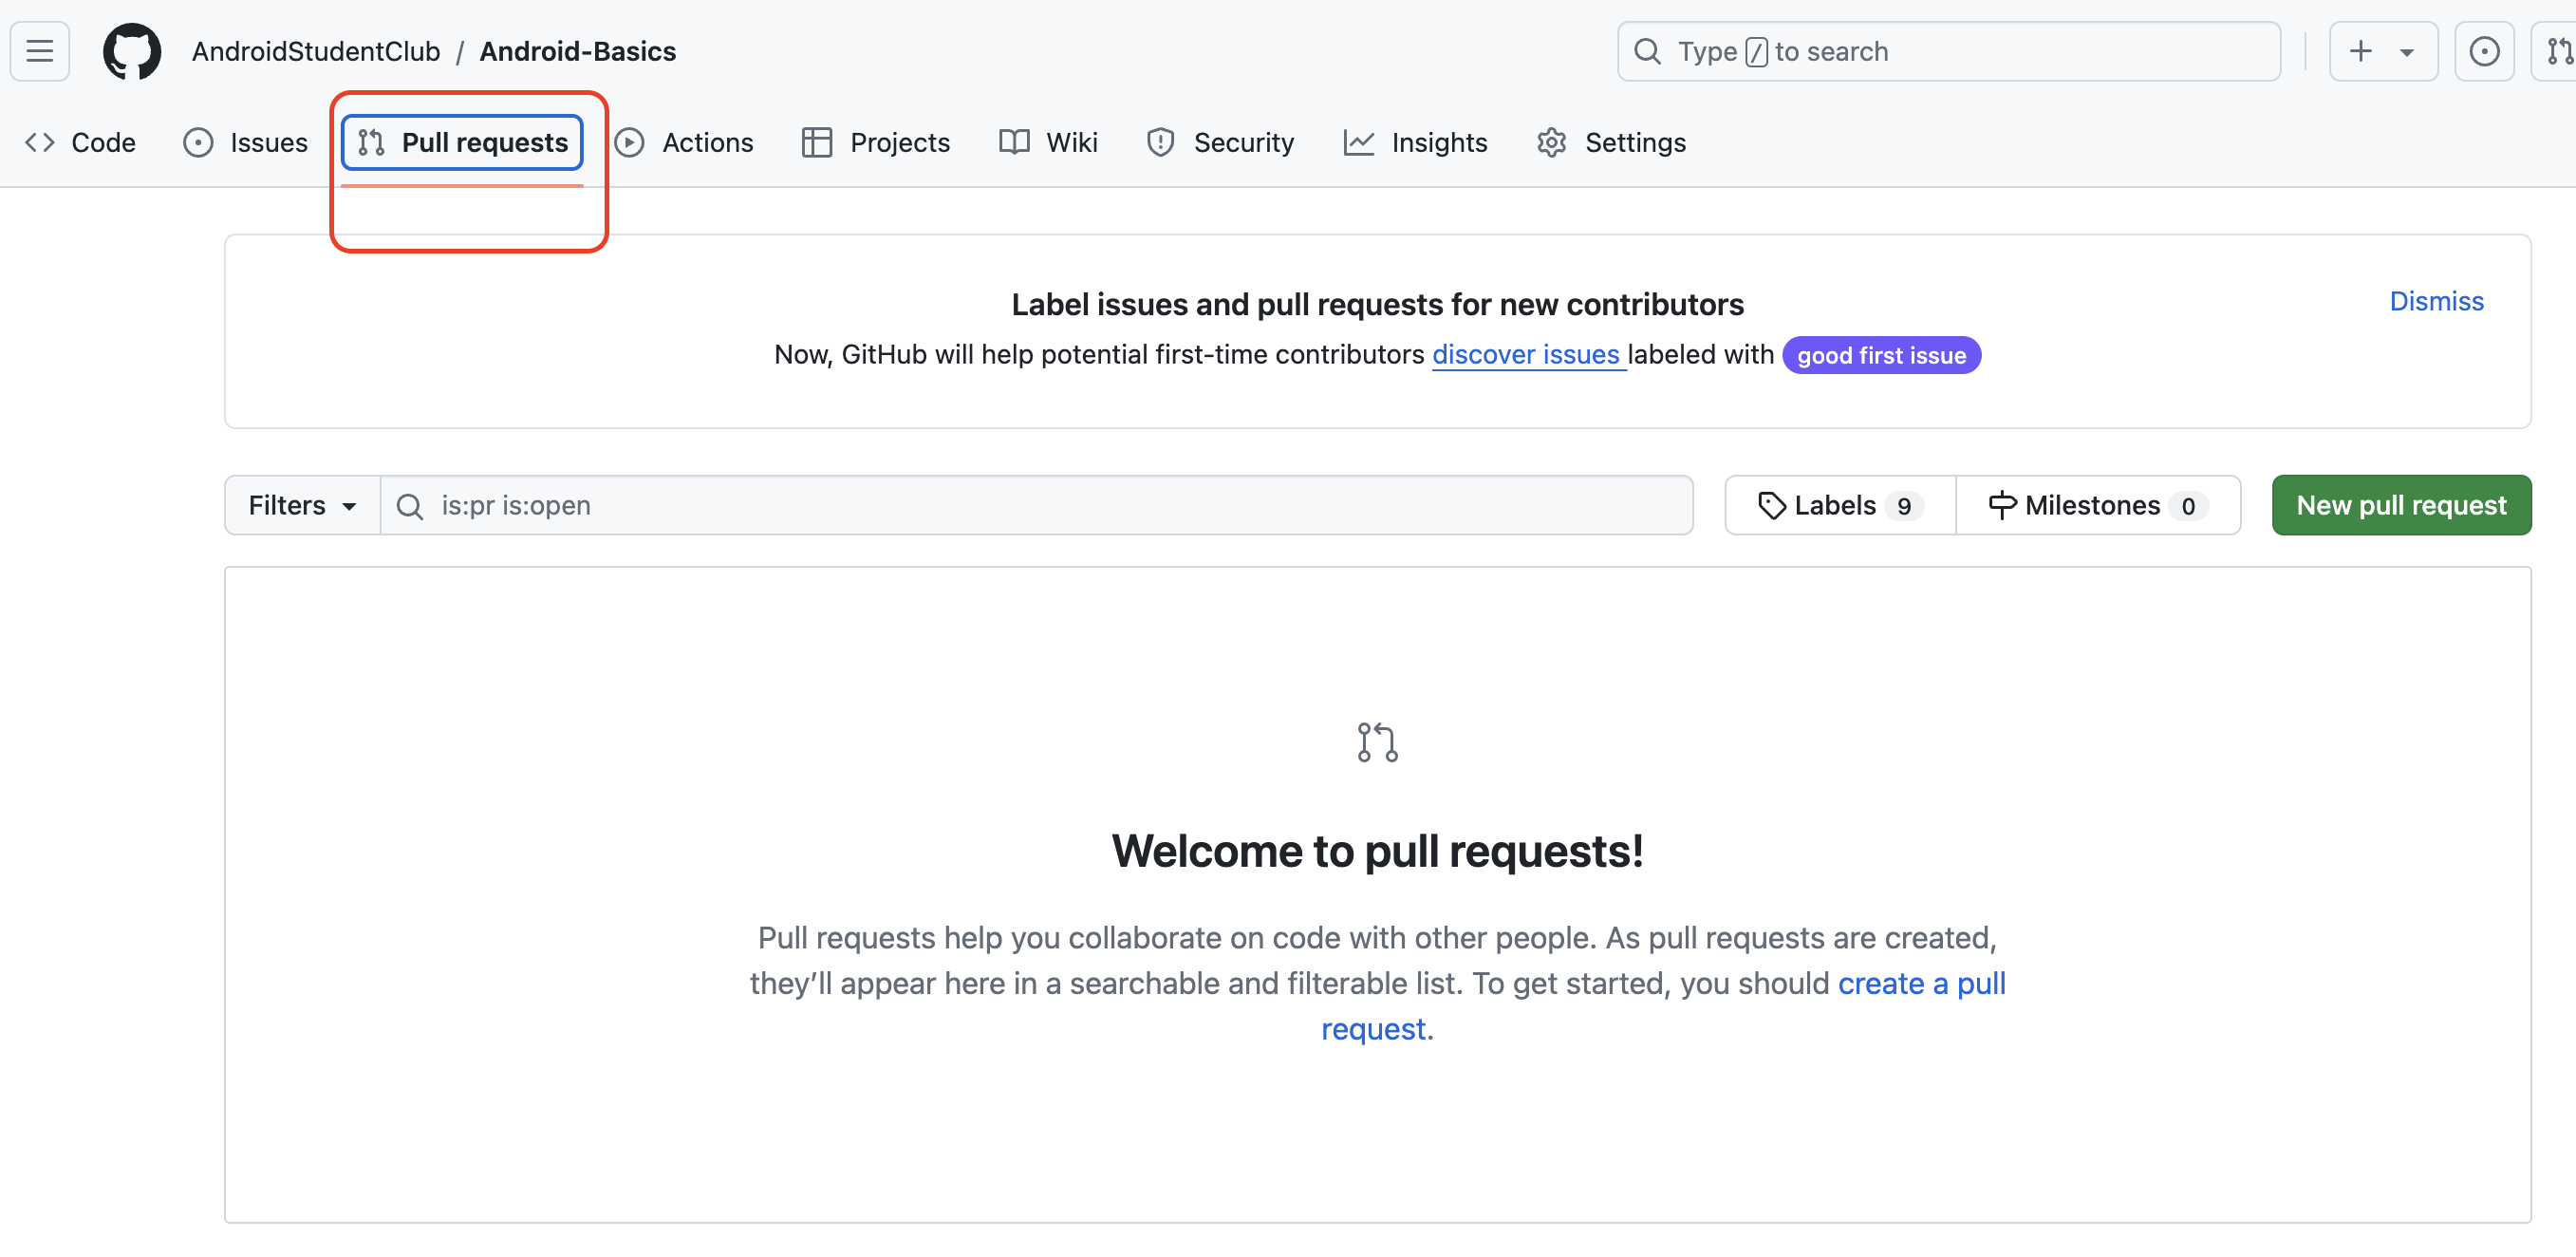 AndroidStudentClub / Android-Basics
Type / to search
Code Issues Pull requests Actions Projects Wiki Security Insights Settings
Label issues and pull requests for new contributors
Dismiss
Now, GitHub will help potential first-time contributors discover issues labeled with good first issue
Filters is:pr is:open Labels 9 Milestones 0 New pull request
Welcome to pull requests!
Pull requests help you collaborate on code with other people. As pull requests are created,
they’ll appear here in a searchable and filterable list. To get started, you should create a pull
request.